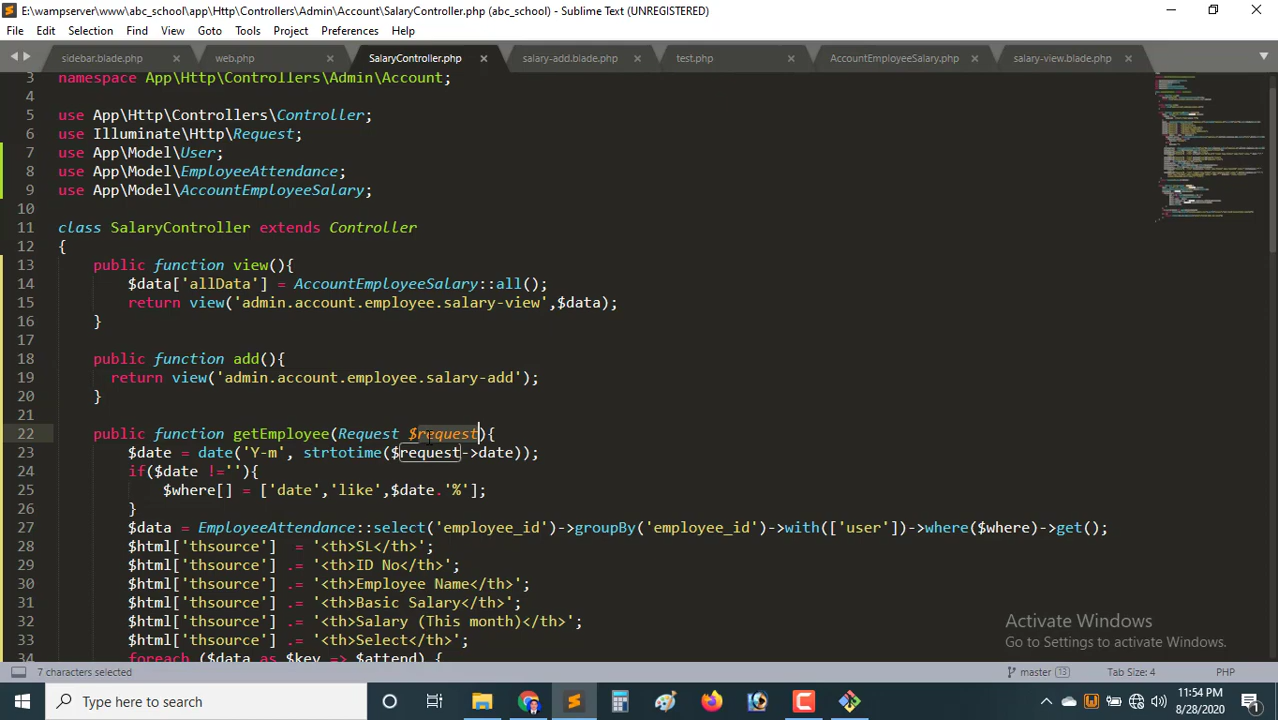 E:\wampserver\www\abc_school\app\Http\Controllers\Admin\Account\SalaryController.php (abc_school) - Sublime Text (UNREGISTERED)
File Edit Selection Find View Goto Tools Project Preferences Help
sidebar.blade.php web.php SalaryController.php salary-add.blade.php test.php AccountEmployeeSalary.php salary-view.blade.php
3 namespace App\Http\Controllers\Admin\Account;
4
5 use App\Http\Controllers\Controller;
6 use Illuminate\Http\Request;
7 use App\Model\User;
8 use App\Model\EmployeeAttendance;
9 use App\Model\AccountEmployeeSalary;
10
11 class SalaryController extends Controller
12 {
13 public function view(){
14 $data['allData'] = AccountEmployeeSalary::all();
15 return view('admin.account.employee.salary-view',$data);
16 }
17
18 public function add(){
19 return view('admin.account.employee.salary-add');
20 }
21
22 public function getEmployee(Request $request){
23 $date = date('Y-m', strtotime($request->date));
24 if($date !=''){
25 $where[] = ['date','like',$date.'%'];
26 }
27 $data = EmployeeAttendance::select('employee_id')->groupBy('employee_id')->with(['user'])->where($where)->get();
28 $html['thsource'] = '<th>SL</th>';
29 $html['thsource'] .= '<th>ID No</th>';
30 $html['thsource'] .= '<th>Employee Name</th>';
31 $html['thsource'] .= '<th>Basic Salary</th>';
32 $html['thsource'] .= '<th>Salary (This month)</th>';
33 $html['thsource'] .= '<th>Select</th>';
34 foreach ($data as $key => $attend) {
Activate Windows
Go to Settings to activate Windows.
7 characters selected master 13 Tab Size: 4 PHP
Type here to search
11:54 PM
8/28/2020
1